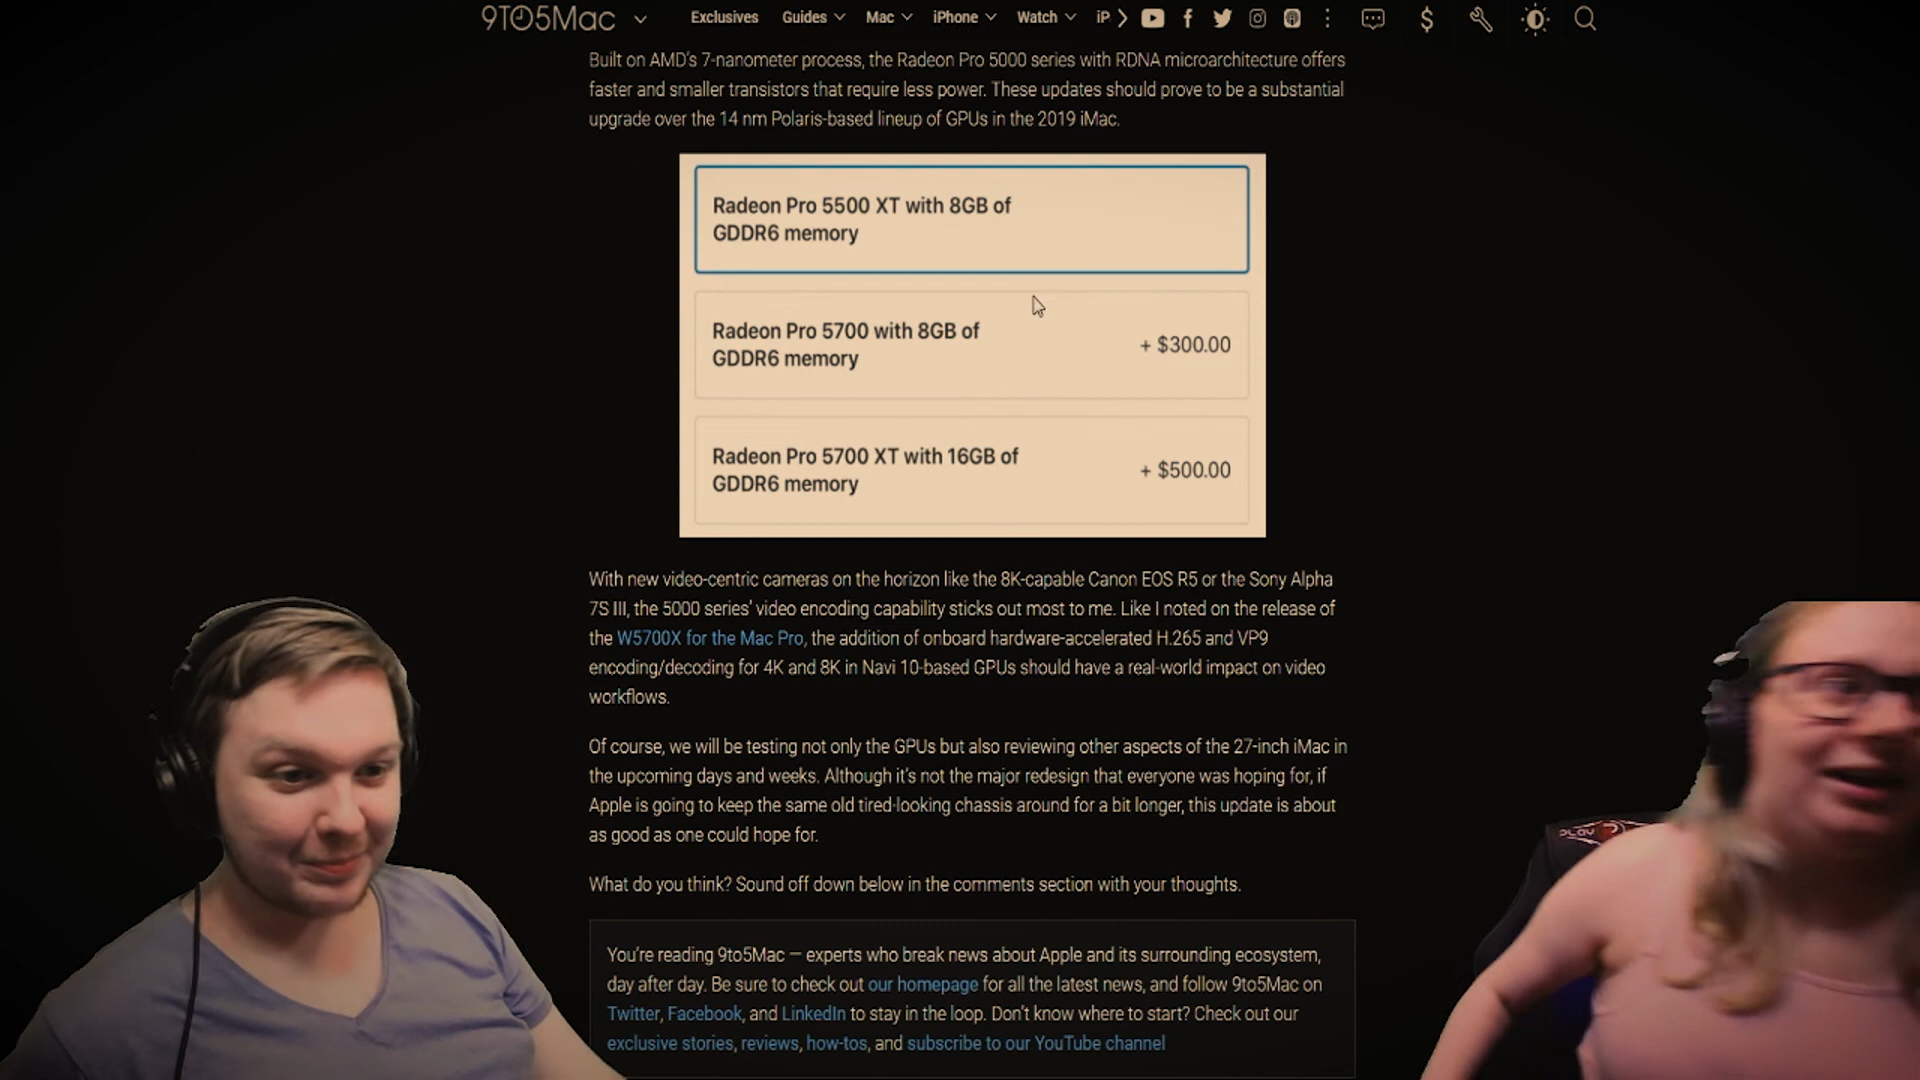 9TO5Mac
Exclusives Guides Mac iPhone Watch iP
Built on AMD's 7-nanometer process, the Radeon Pro 5000 series with RDNA microarchitecture offers
faster and smaller transistors that require less power. These updates should prove to be a substantial
upgrade over the 14 nm Polaris-based lineup of GPUs in the 2019 iMac.
Radeon Pro 5500 XT with 8GB of
GDDR6 memory
Radeon Pro 5700 with 8GB of
GDDR6 memory
+ $300.00
Radeon Pro 5700 XT with 16GB of
GDDR6 memory
+ $500.00
With new video-centric cameras on the horizon like the 8K-capable Canon EOS R5 or the Sony Alpha
7S III, the 5000 series' video encoding capability sticks out most to me. Like I noted on the release of
the W5700X for the Mac Pro, the addition of onboard hardware-accelerated H.265 and VP9
encoding/decoding for 4K and 8K in Navi 10-based GPUs should have a real-world impact on video
workflows.
Of course, we will be testing not only the GPUs but also reviewing other aspects of the 27-inch iMac in
the upcoming days and weeks. Although it's not the major redesign that everyone was hoping for, if
Apple is going to keep the same old tired-looking chassis around for a bit longer, this update is about
as good as one could hope for.
What do you think? Sound off down below in the comments section with your thoughts.
You're reading 9to5Mac — experts who break news about Apple and its surrounding ecosystem,
day after day. Be sure to check out our homepage for all the latest news, and follow 9to5Mac on
Twitter, Facebook, and LinkedIn to stay in the loop. Don't know where to start? Check out our
exclusive stories, reviews, how-tos, and subscribe to our YouTube channel
PLAY